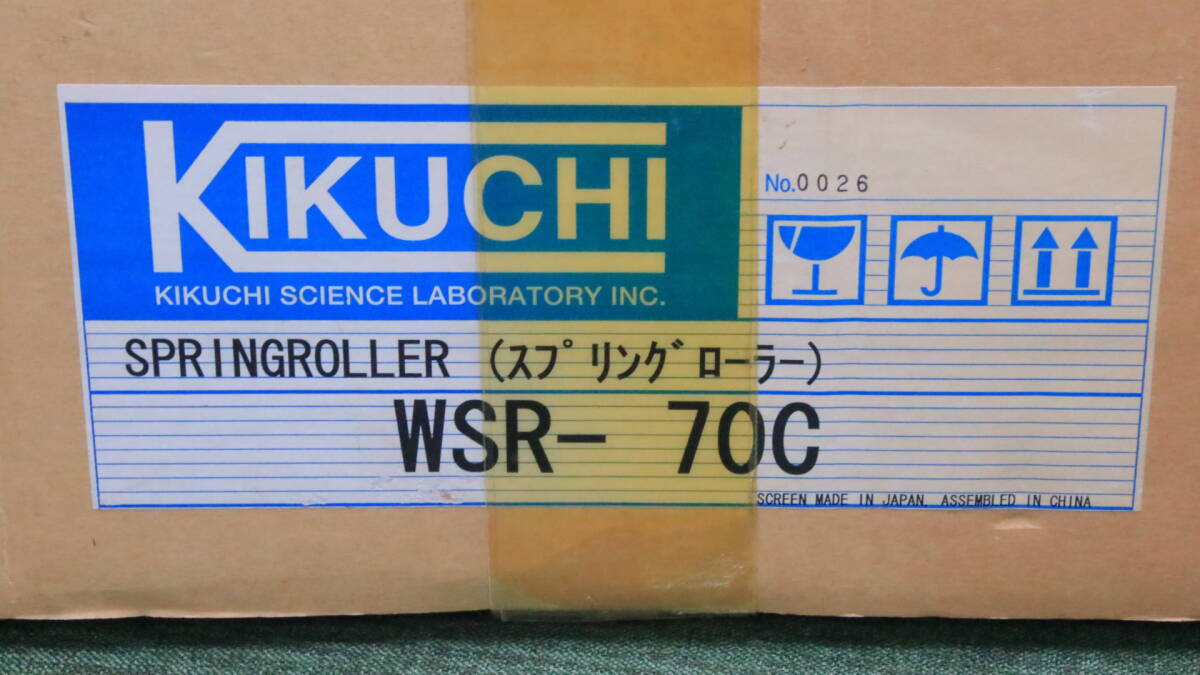 KIKUCHI
KIKUCHI SCIENCE LABORATORY INC.
No.0026
SPRINGROLLER (スプリングローラー)
WSR- 70C
SCREEN MADE IN JAPAN, ASSEMBLED IN CHINA